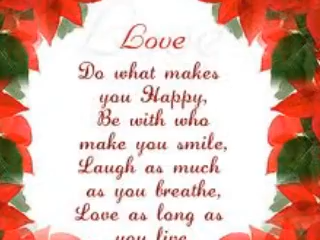 Love
Do what makes
you Happy,
Be with who
make you smile,
Laugh as much
as you breathe,
Love as long as
you live